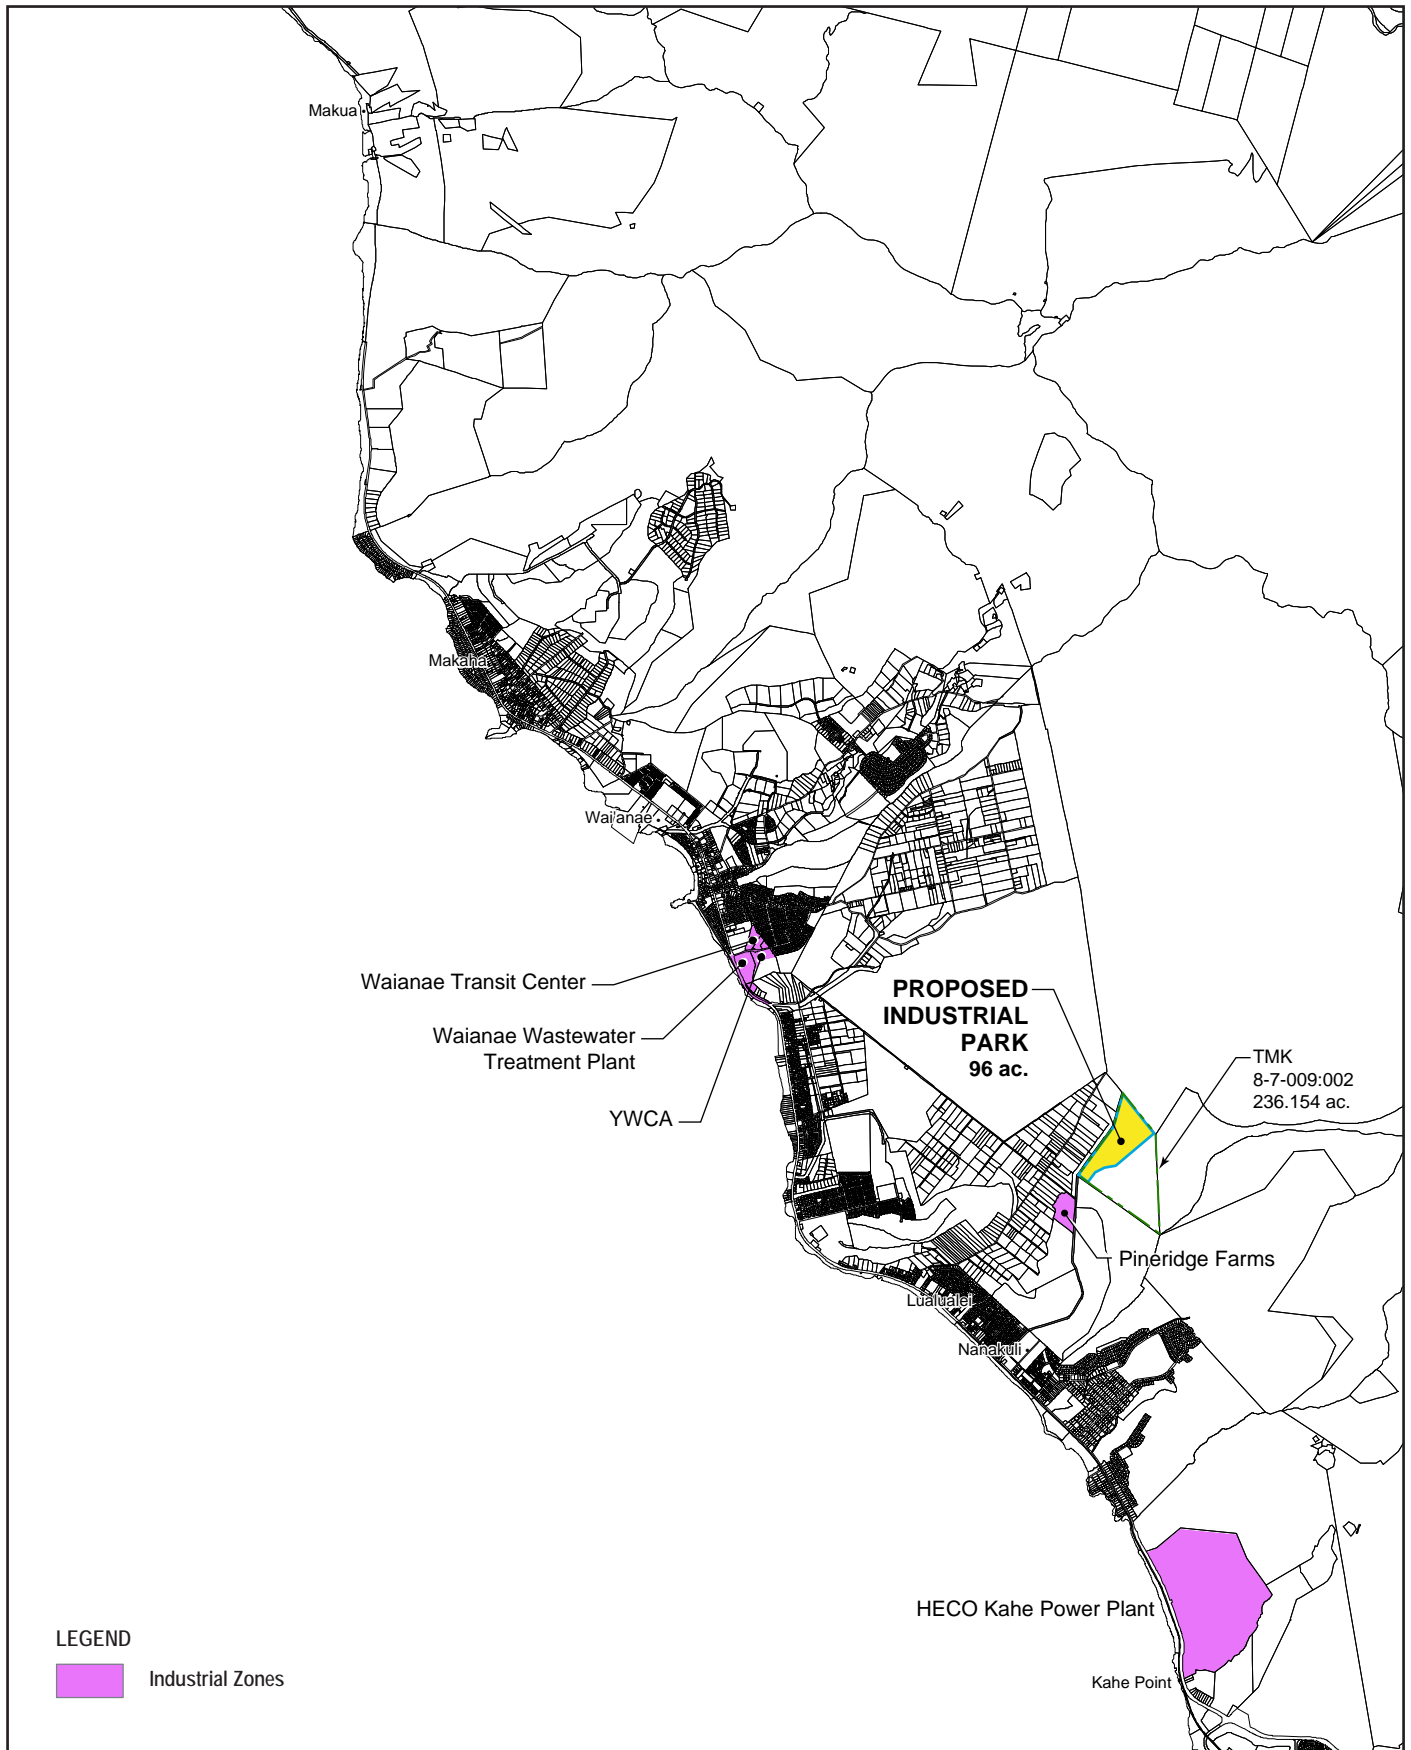 Makua
Makaha
Wai'anae
Waianae Transit Center
Waianae Wastewater
Treatment Plant
YWCA
PROPOSED
INDUSTRIAL
PARK
96 ac.
TMK
8-7-009:002
236.154 ac.
Pineridge Farms
Lualualei
Nanakuli
HECO Kahe Power Plant
Kahe Point
LEGEND
Industrial Zones